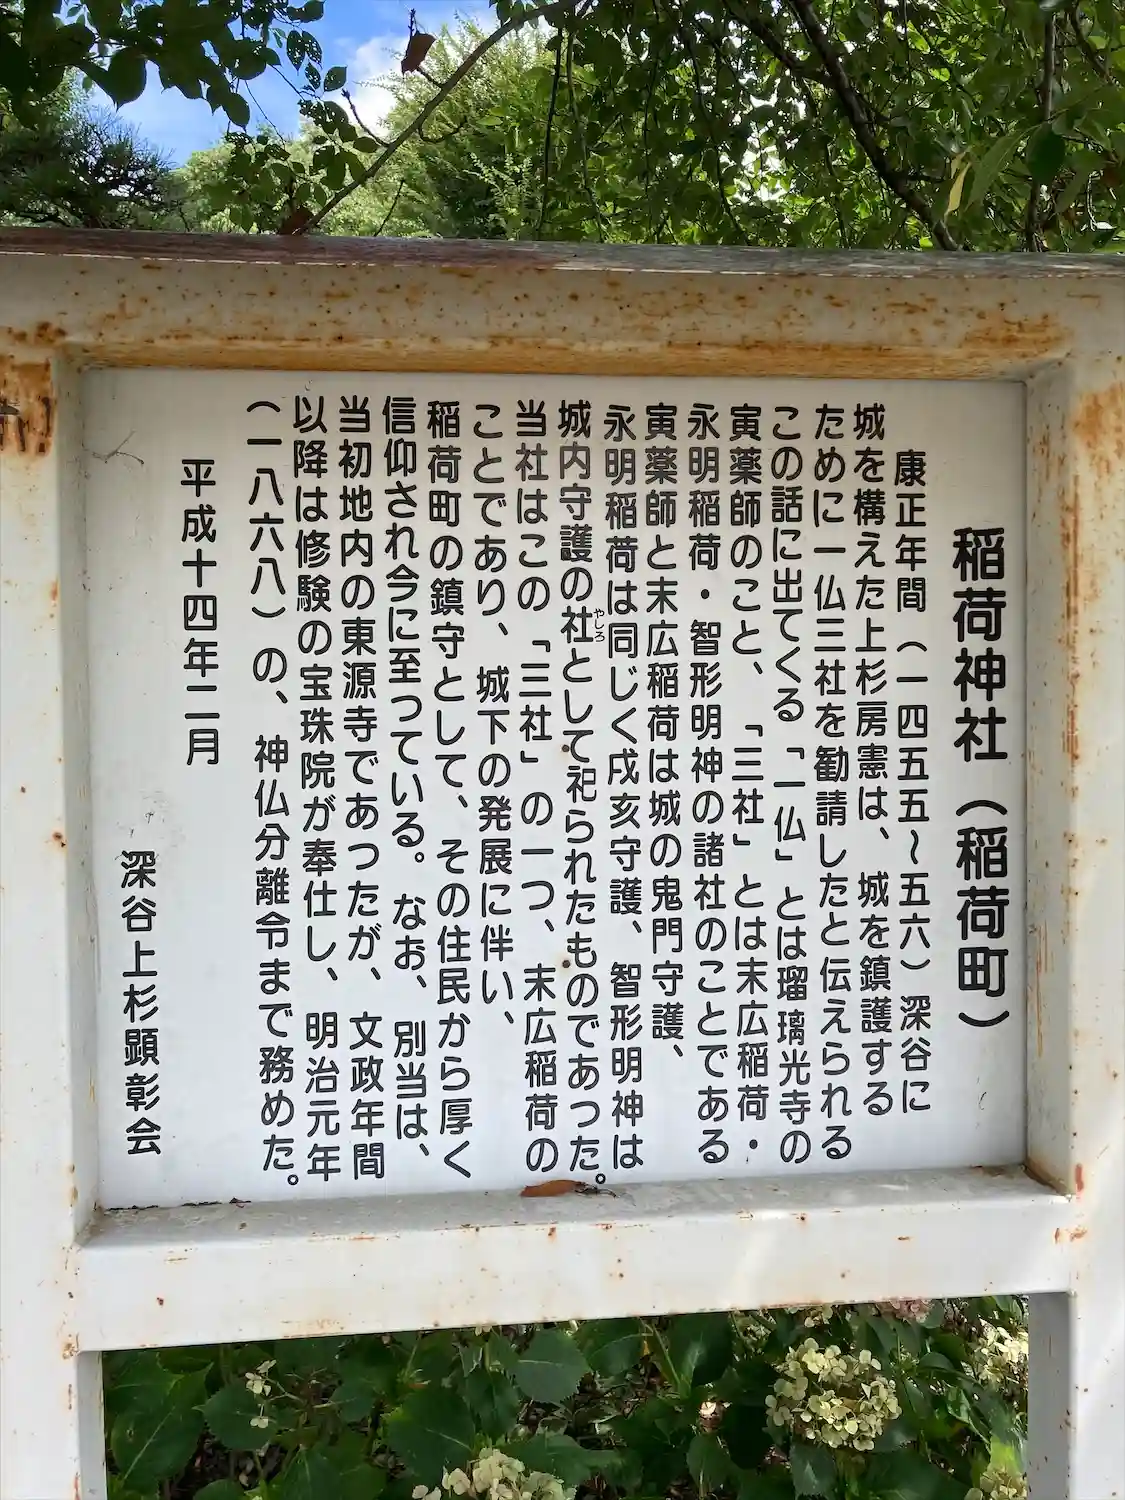 稲荷神社（稲荷町）
康正年間（一四五五～五六）深谷に
城を構えた上杉房憲は、城を鎮護する
ために一仏三社を勧請したと伝えられる
この話に出てくる「一仏」とは瑠璃光寺の
寅薬師のこと、「三社」とは末広稲荷・
永明稲荷・智形明神の諸社のことである
寅薬師と末広稲荷は城の鬼門守護、
永明稲荷は同じく戌亥守護、智形明神は
城内守護の社やしろとして祀られたものであった。
当社はこの「三社」の一つ、末広稲荷の
ことであり、城下の発展に伴い、
稲荷町の鎮守として、その住民から厚く
信仰され今に至っている。なお、別当は、
当初地内の東源寺であったが、文政年間
以降は修験の宝珠院が奉仕し、明治元年
（一八六八）の、神仏分離令まで務めた。
平成十四年二月
深谷上杉顕彰会